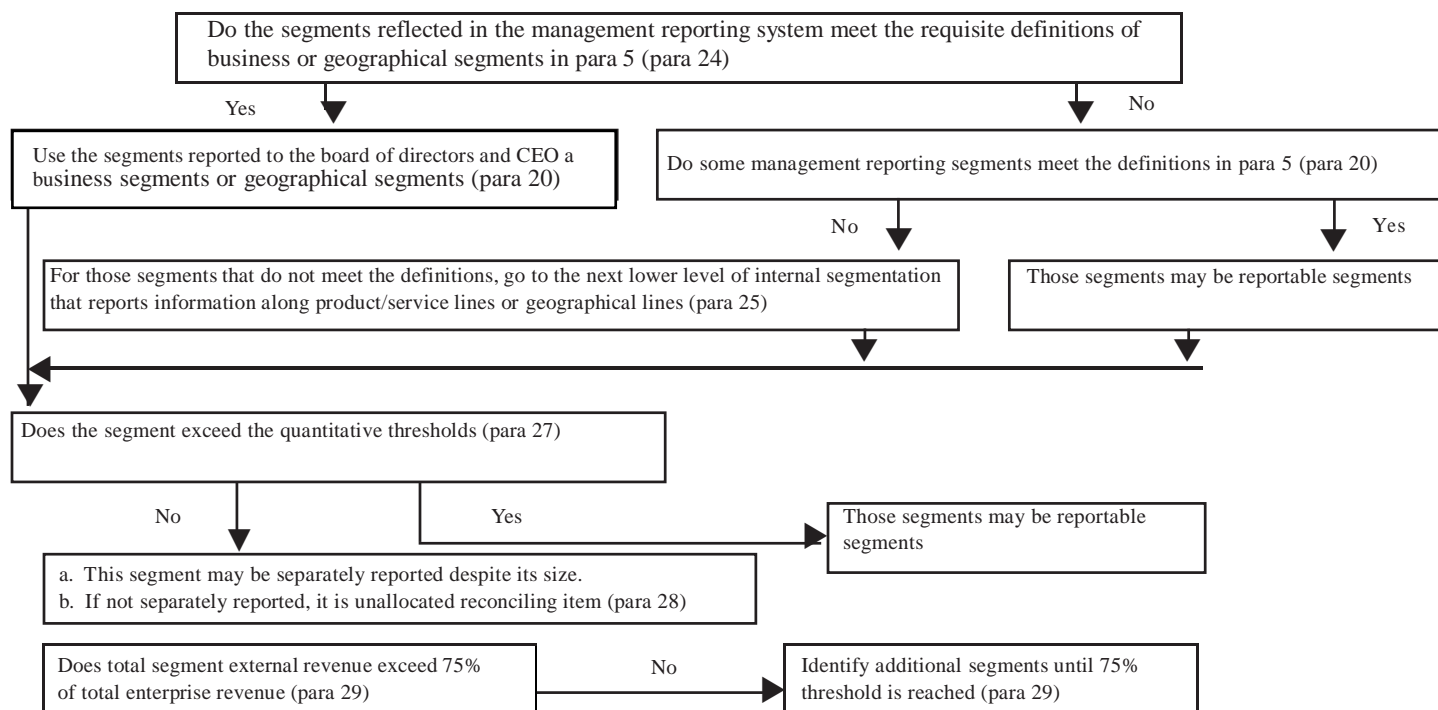 Do the segments reflected in the management reporting system meet the requisite definitions of
business or geographical segments in para 5 (para 24)
Yes
No
Use the segments reported to the board of directors and CEO a
business segments or geographical segments (para 20)
Do some management reporting segments meet the definitions in para 5 (para 20)
No
Yes
For those segments that do not meet the definitions, go to the next lower level of internal segmentation
that reports information along product/service lines or geographical lines (para 25)
Those segments may be reportable segments
Does the segment exceed the quantitative thresholds (para 27)
No
Yes
Those segments may be reportable
segments
a. This segment may be separately reported despite its size.
b. If not separately reported, it is unallocated reconciling item (para 28)
Does total segment external revenue exceed 75%
of total enterprise revenue (para 29)
No
Identify additional segments until 75%
threshold is reached (para 29)